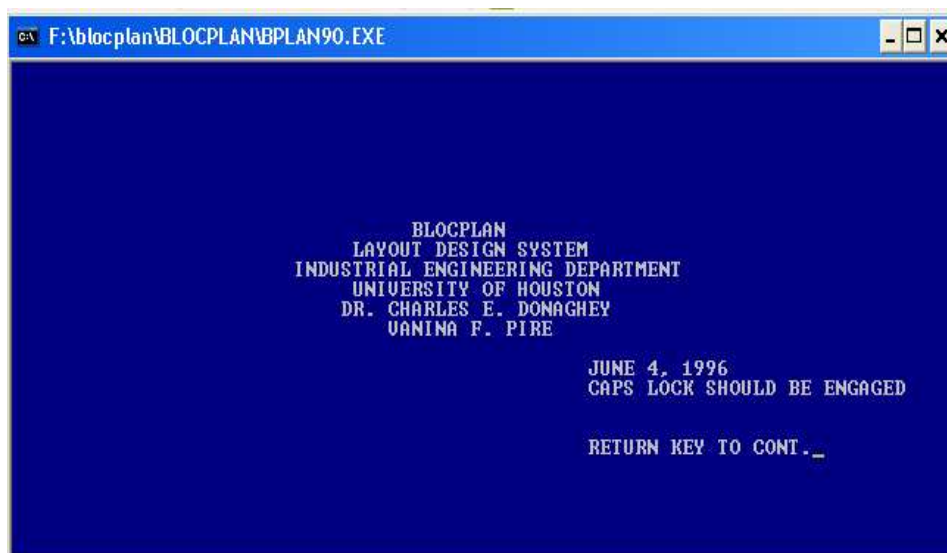 F:\blocplan\BLOCPLAN\BPLAN90.EXE
BLOCPLAN
LAYOUT DESIGN SYSTEM
INDUSTRIAL ENGINEERING DEPARTMENT
UNIVERSITY OF HOUSTON
DR. CHARLES E. DONAGHEY
VANINA F. PIRE
JUNE 4, 1996
CAPS LOCK SHOULD BE ENGAGED
RETURN KEY TO CONT._